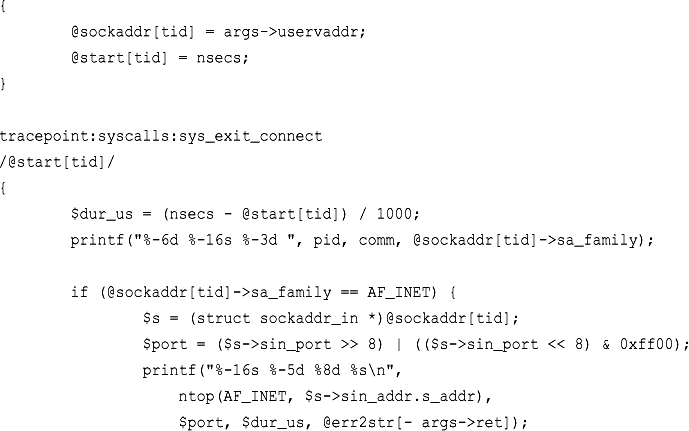 {
@sockaddr[tid] = args->uservaddr;
@start[tid] = nsecs;
}
tracepoint:syscalls:sys_exit_connect
/@start[tid]/
{
$dur_us = (nsecs - @start[tid]) / 1000;
printf("%-6d %-16s %-3d ", pid, comm, @sockaddr[tid]->sa_family);
if (@sockaddr[tid]->sa_family == AF_INET) {
$s = (struct sockaddr_in *)@sockaddr[tid];
$port = ($s->sin_port >> 8) | (($s->sin_port << 8) & 0xff00);
printf("%-16s %-5d %8d %s\n",
ntop(AF_INET, $s->sin_addr.s_addr),
$port, $dur_us, @err2str[- args->ret]);